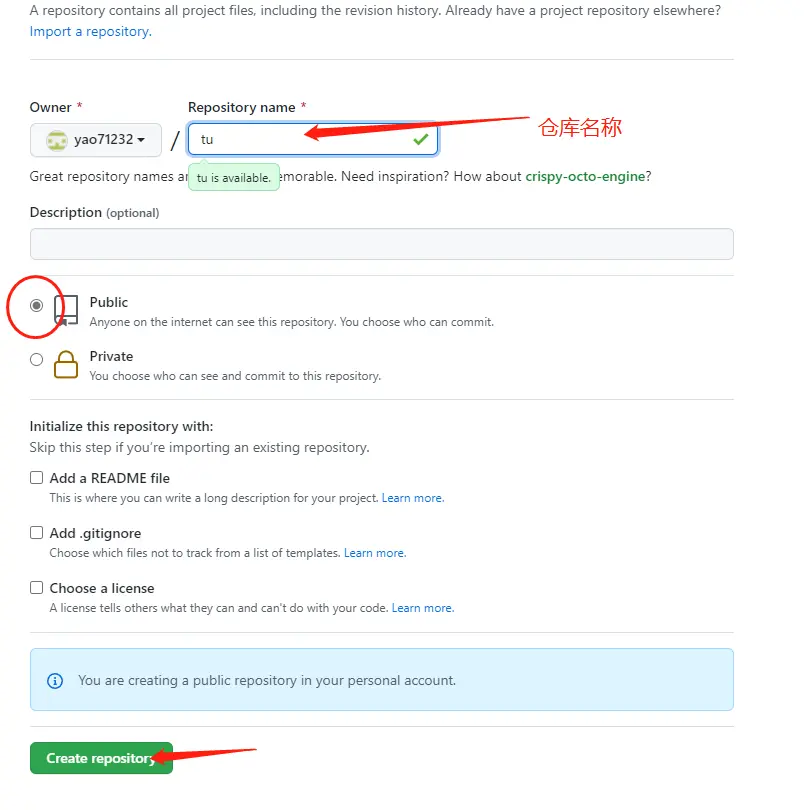 A repository contains all project files, including the revision history. Already have a project repository elsewhere?
Import a repository.
Owner *
Repository name *
yao71232 / tu
仓库名称
tu is available.
Great repository names ar emorable. Need inspiration? How about crispy-octo-engine?
Description (optional)
Public
Anyone on the internet can see this repository. You choose who can commit.
Private
You choose who can see and commit to this repository.
Initialize this repository with:
Skip this step if you're importing an existing repository.
Add a README file
This is where you can write a long description for your project. Learn more.
Add .gitignore
Choose which files not to track from a list of templates. Learn more.
Choose a license
A license tells others what they can and can't do with your code. Learn more.
You are creating a public repository in your personal account.
Create repository